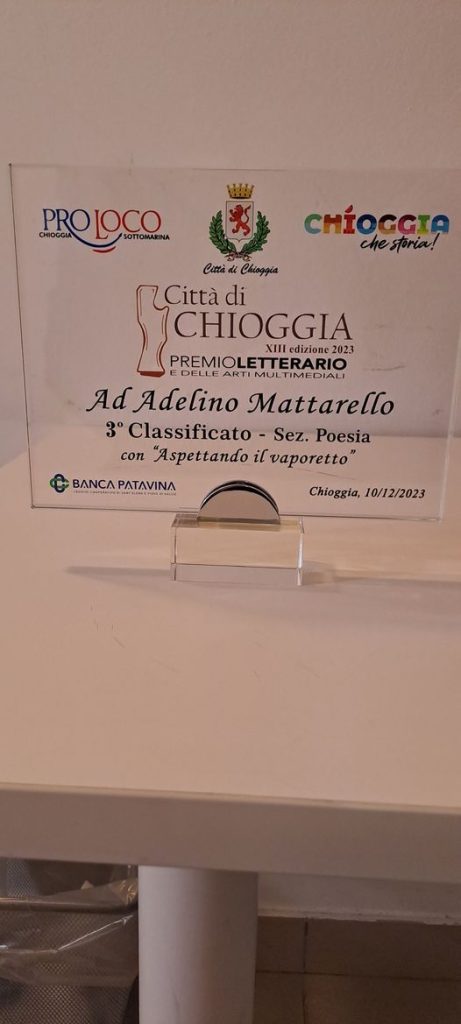 PRO LOCO
CHIOGGIA SOTTOMARINA
Città di Chioggia
CHÍOGGIA
che storia!
Città di
CHIOGGIA
XIII edizione 2023
PREMIOLETTERARIO
E DELLE ARTI MULTIMEDIALI
Ad Adelino Mattarello
3° Classificato - Sez. Poesia
con "Aspettando il vaporetto"
BANCA PATAVINA
Chioggia, 10/12/2023